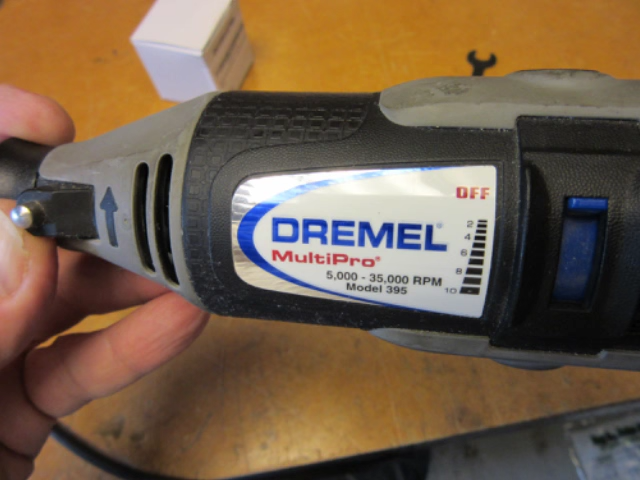 OFF
DREMEL®
MultiPro®
5,000 - 35,000 RPM
Model 395
2
4
6
8
10